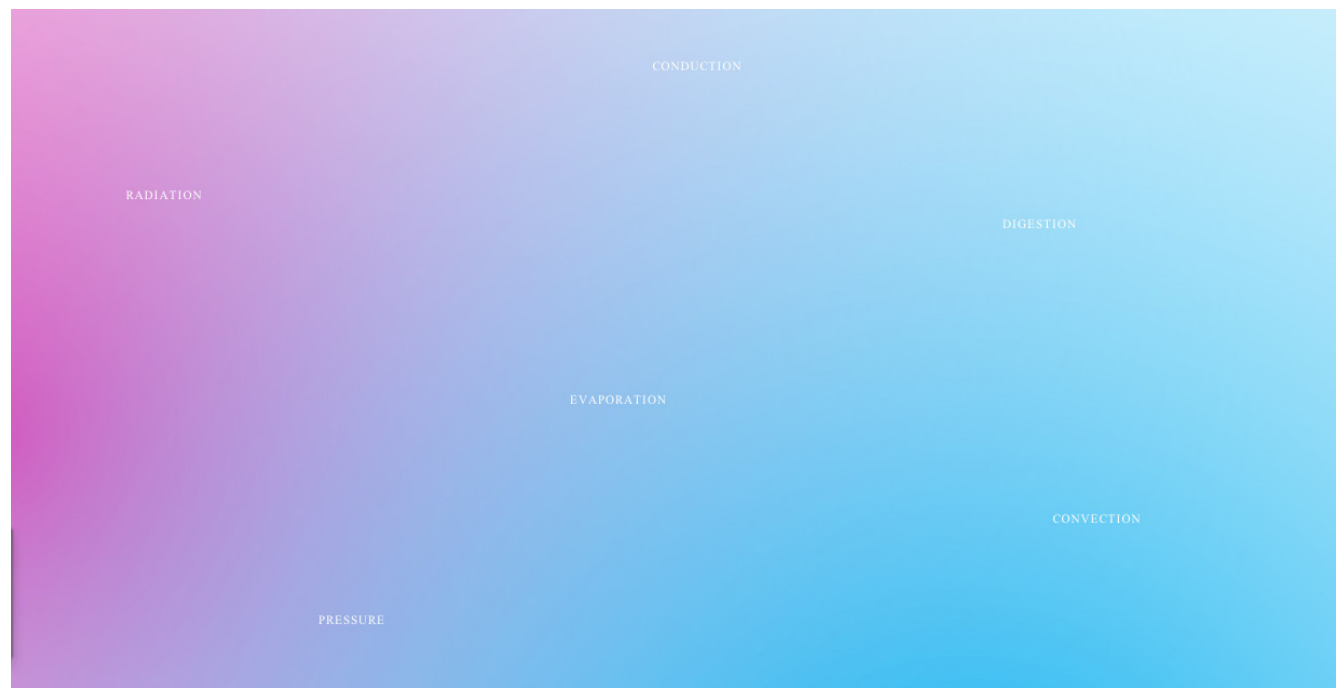 CONDUCTION
RADIATION
DIGESTION
EVAPORATION
CONVECTION
PRESSURE